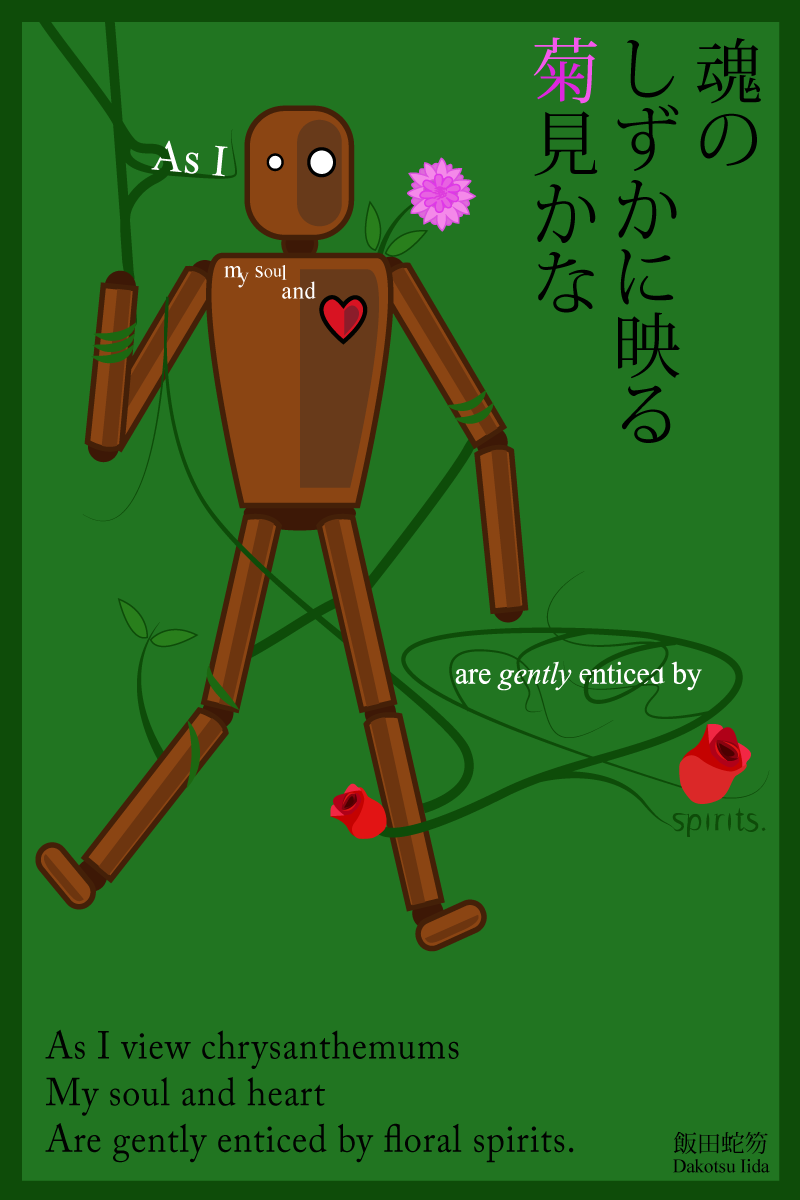 魂の
しずかに映る
菊見かな
As I
my soul
and
are gently enticed by
spirits.
As I view chrysanthemums
My soul and heart
Are gently enticed by floral spirits.
飯田蛇笏
Dakotsu Iida